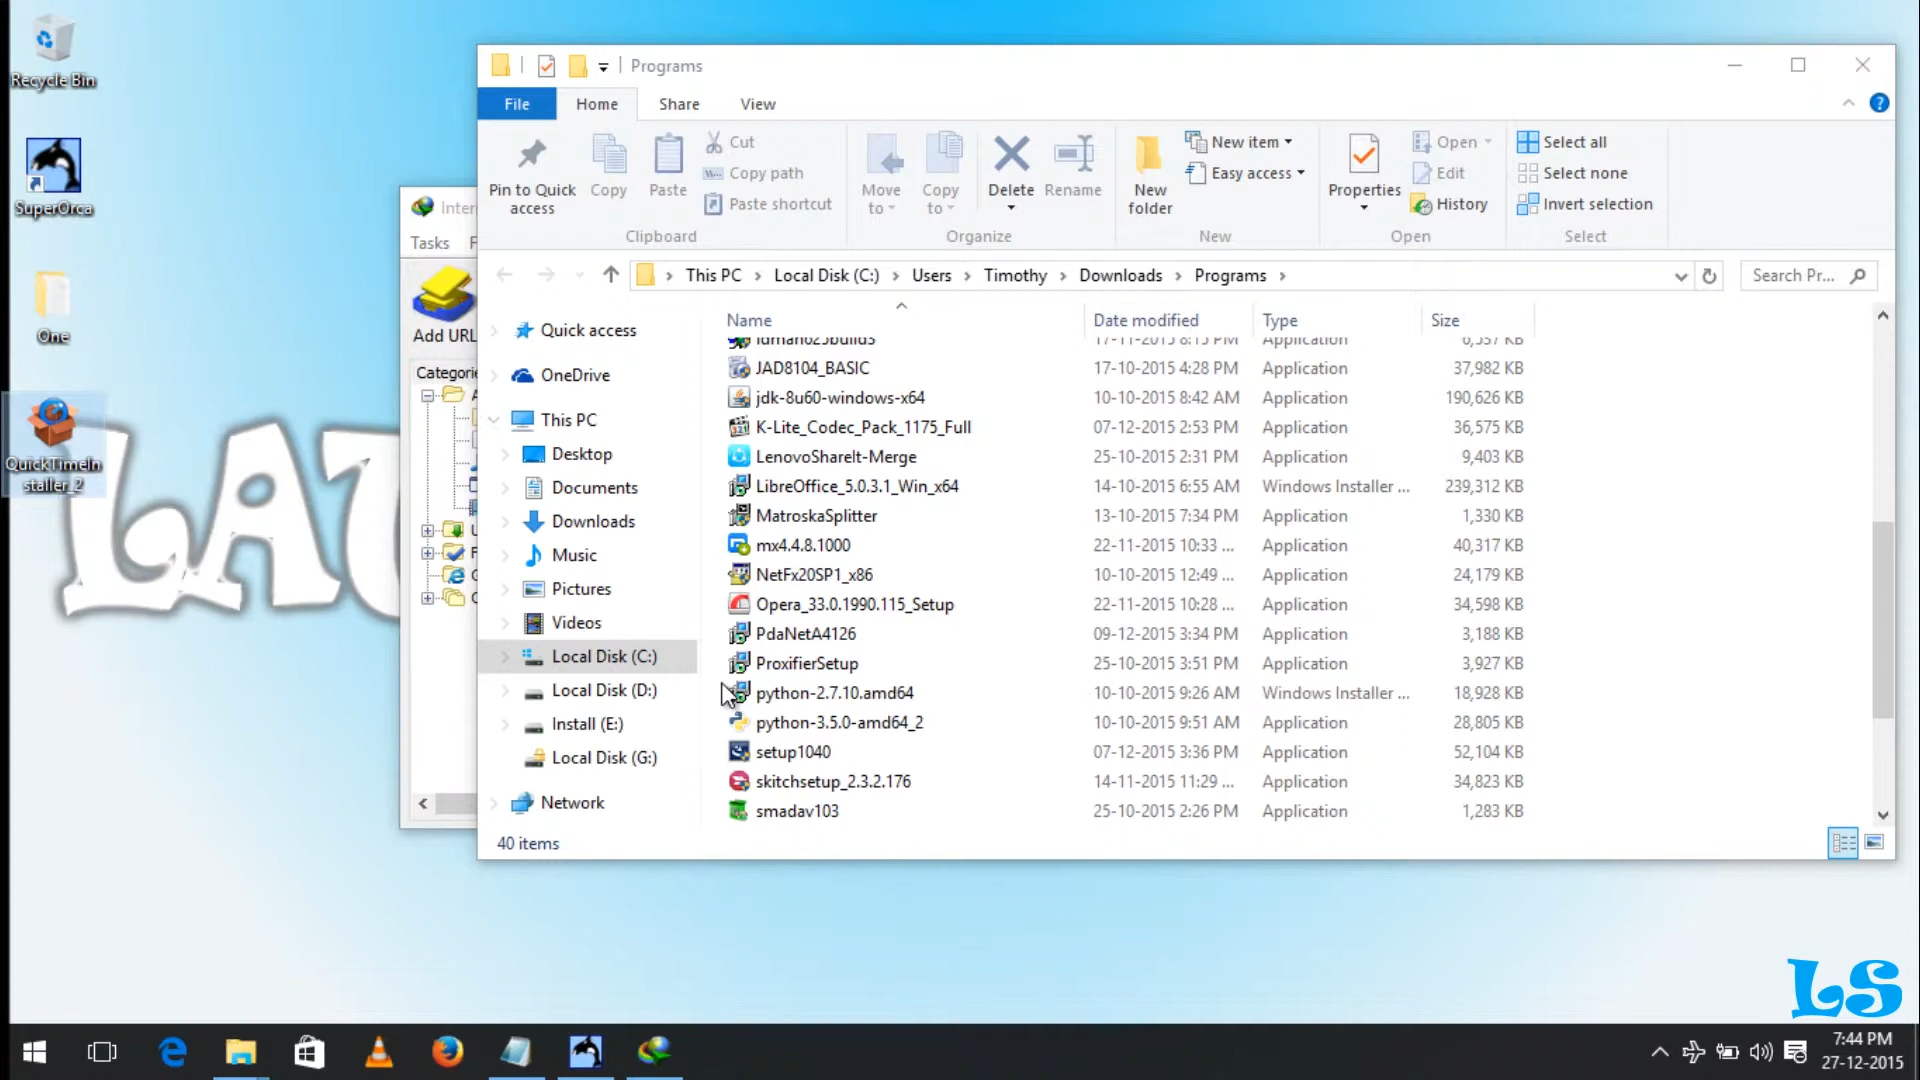 Recycle Bin
SuperOrca
One
QuickTimeIn
staller_2
LAU
Inter
Tasks
F
Add URL
Categorie
Programs
File
Home
Share
View
Pin to Quick
access
Copy
Paste
Cut
Copy path
Paste shortcut
Clipboard
Move
to
Copy
to
Delete
Rename
Organize
New
folder
New item
Easy access
New
Properties
Open
Edit
History
Open
Select all
Select none
Invert selection
Select
This PC > Local Disk (C:) > Users > Timothy > Downloads > Programs >
Search Pr...
Quick access
OneDrive
This PC
Desktop
Documents
Downloads
Music
Pictures
Videos
Local Disk (C:)
Local Disk (D:)
Install (E:)
Local Disk (G:)
Network
Name Date modified Type Size
idman625build3 17-11-2015 8:15 PM Application 6,557 KB
JAD8104_BASIC 17-10-2015 4:28 PM Application 37,982 KB
jdk-8u60-windows-x64 10-10-2015 8:42 AM Application 190,626 KB
K-Lite_Codec_Pack_1175_Full 07-12-2015 2:53 PM Application 36,575 KB
LenovoShareIt-Merge 25-10-2015 2:31 PM Application 9,403 KB
LibreOffice_5.0.3.1_Win_x64 14-10-2015 6:55 AM Windows Installer ... 239,312 KB
MatroskaSplitter 13-10-2015 7:34 PM Application 1,330 KB
mx4.4.8.1000 22-11-2015 10:33 ... Application 40,317 KB
NetFx20SP1_x86 10-10-2015 12:49 ... Application 24,179 KB
Opera_33.0.1990.115_Setup 22-11-2015 10:28 ... Application 34,598 KB
PdaNetA4126 09-12-2015 3:34 PM Application 3,188 KB
ProxifierSetup 25-10-2015 3:51 PM Application 3,927 KB
python-2.7.10.amd64 10-10-2015 9:26 AM Windows Installer ... 18,928 KB
python-3.5.0-amd64_2 10-10-2015 9:51 AM Application 28,805 KB
setup1040 07-12-2015 3:36 PM Application 52,104 KB
skitchsetup_2.3.2.176 14-11-2015 11:29 ... Application 34,823 KB
smadav103 25-10-2015 2:26 PM Application 1,283 KB
40 items
LS
7:44 PM
27-12-2015